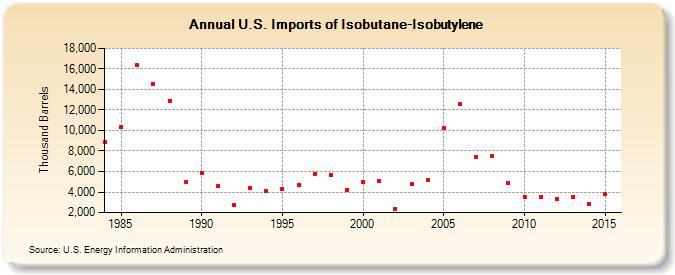 Annual U.S. Imports of Isobutane-Isobutylene
Thousand Barrels
18,000
16,000
14,000
12,000
10,000
8,000
6,000
4,000
2,000
1985 1990 1995 2000 2005 2010 2015
Source: U.S. Energy Information Administration